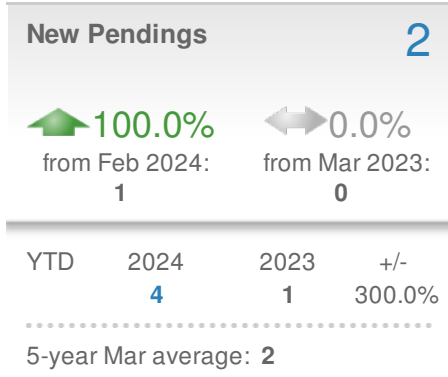 New Pendings 2
100.0% 0.0%
from Feb 2024: from Mar 2023:
1 0
YTD 2024 2023 +/-
4 1 300.0%
5-year Mar average: 2